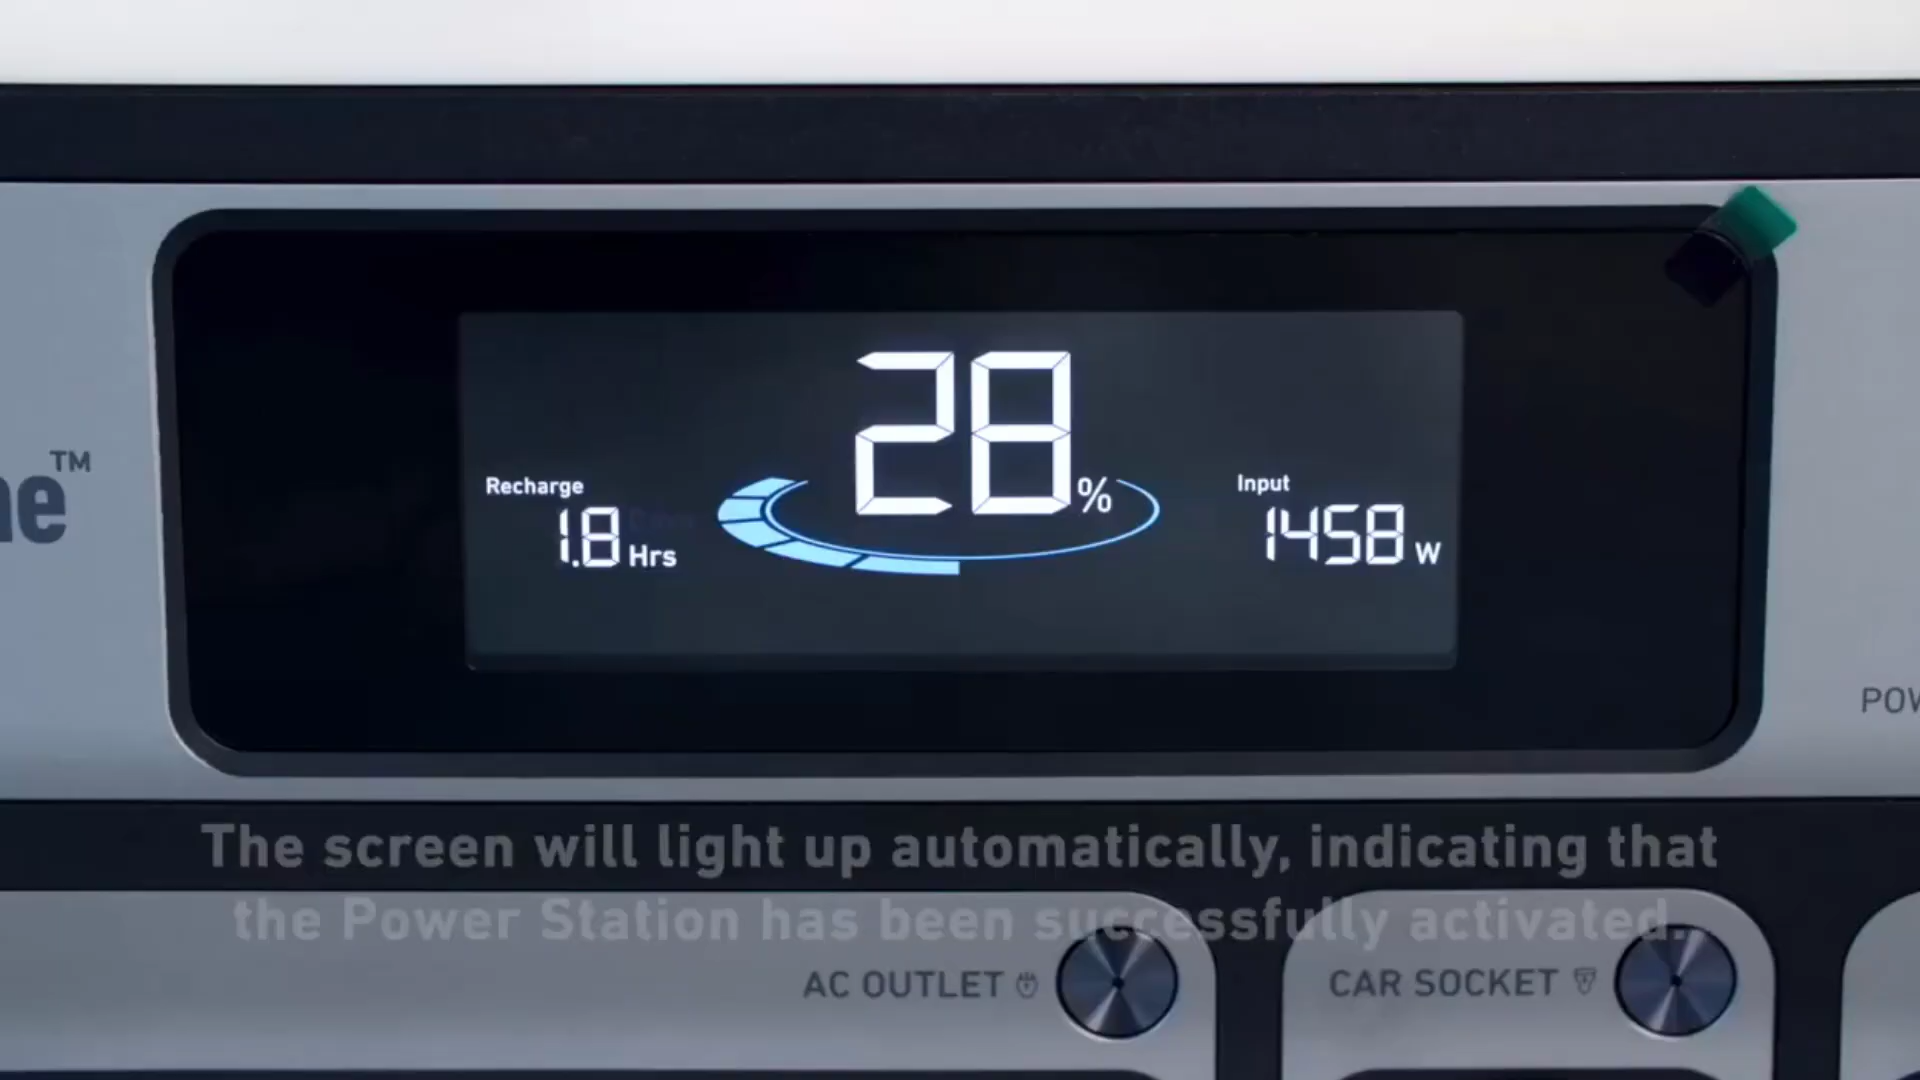 28%
Recharge
1.8 Hrs
Input
1458 W
ne™
POW
The screen will light up automatically, indicating that
the Power Station has been successfully activated.
AC OUTLET
CAR SOCKET